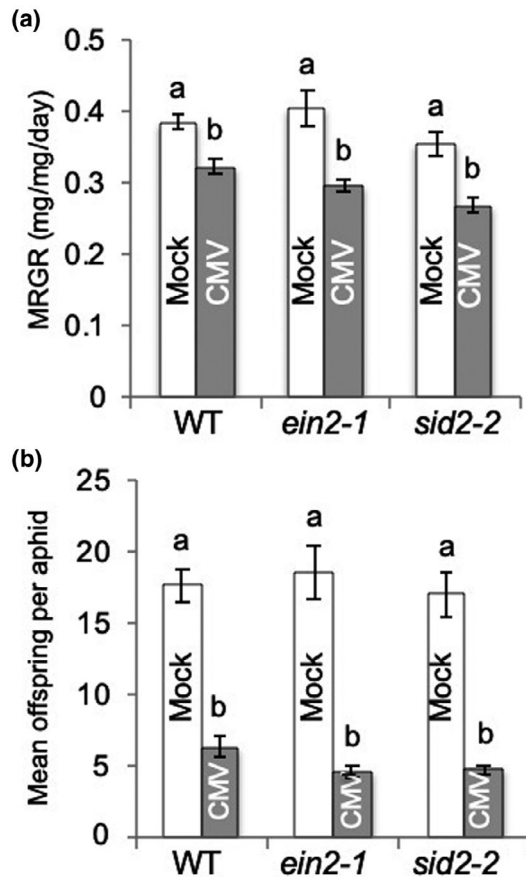 (a)
MRGR (mg/mg/day)
0.5
0.4
0.3
0.2
0.1
0
a
b
a
b
a
b
Mock
CMV
Mock
CMV
Mock
CMV
WT
ein2-1
sid2-2
(b)
Mean offspring per aphid
25
20
15
10
5
0
a
b
a
b
a
b
Mock
CMV
Mock
CMV
Mock
CMV
WT
ein2-1
sid2-2